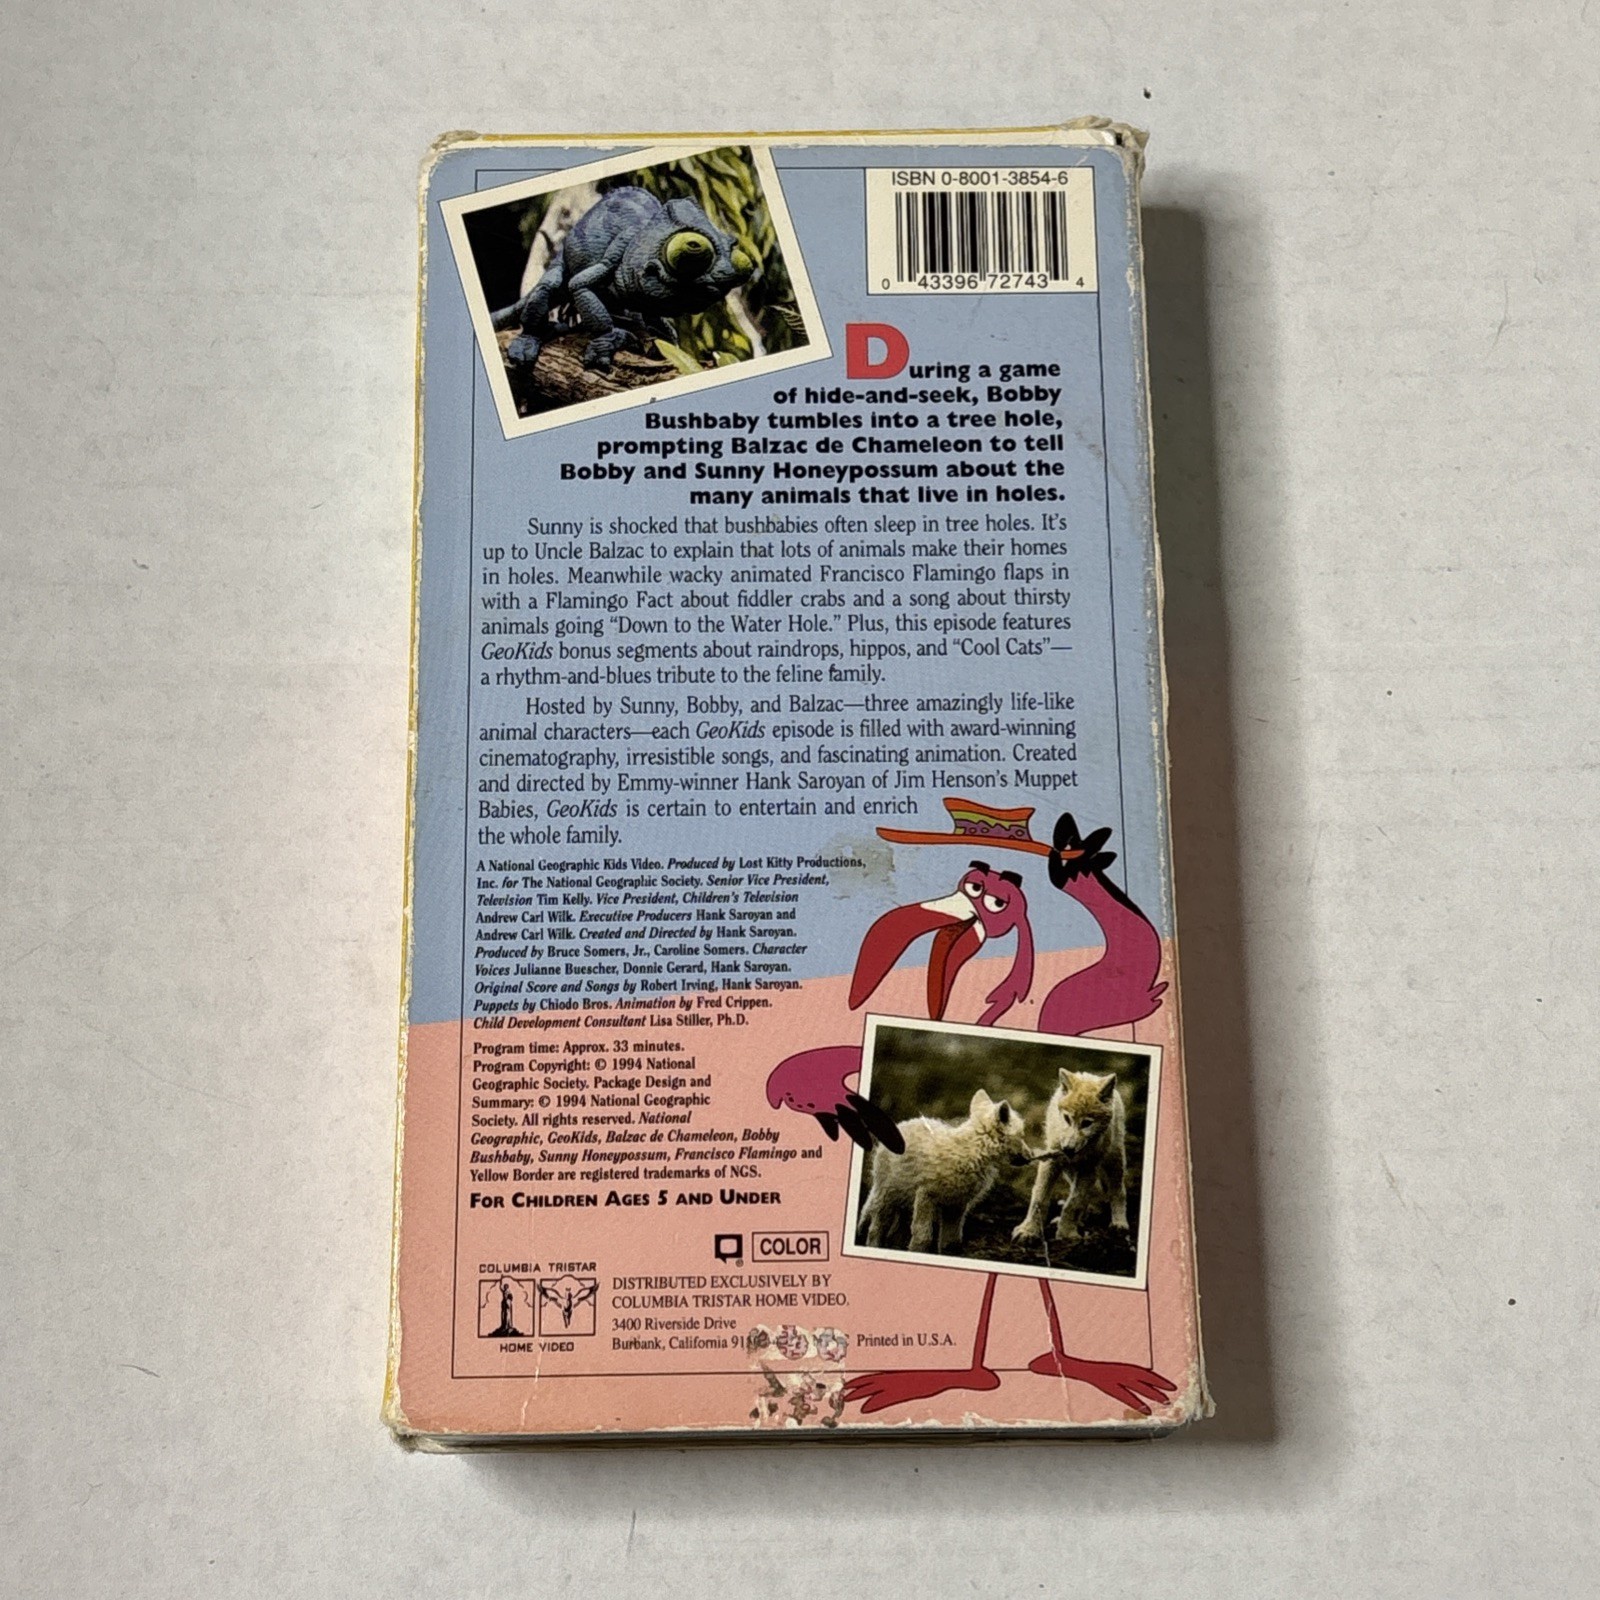 ISBN 0-8001-3854-6
0 43396 72743 4
During a game
of hide-and-seek, Bobby
Bushbaby tumbles into a tree hole,
prompting Balzac de Chameleon to tell
Bobby and Sunny Honeypossum about the
many animals that live in holes.
Sunny is shocked that bushbabies often sleep in tree holes. It's
up to Uncle Balzac to explain that lots of animals make their homes
in holes. Meanwhile wacky animated Francisco Flamingo flaps in
with a Flamingo Fact about fiddler crabs and a song about thirsty
animals going “Down to the Water Hole.” Plus, this episode features
GeoKids bonus segments about raindrops, hippos, and “Cool Cats”—
a rhythm-and-blues tribute to the feline family.
Hosted by Sunny, Bobby, and Balzac—three amazingly life-like
animal characters—each GeoKids episode is filled with award-winning
cinematography, irresistible songs, and fascinating animation. Created
and directed by Emmy-winner Hank Saroyan of Jim Henson's Muppet
Babies, GeoKids is certain to entertain and enrich
the whole family.
A National Geographic Kids Video. Produced by Lost Kitty Productions,
Inc. for The National Geographic Society. Senior Vice President,
Television Tim Kelly. Vice President, Children's Television
Andrew Carl Wilk. Executive Producers Hank Saroyan and
Andrew Carl Wilk. Created and Directed by Hank Saroyan.
Produced by Bruce Somers, Jr., Caroline Somers. Character
Voices Julianne Buescher, Donnie Gerard, Hank Saroyan.
Original Score and Songs by Robert Irving, Hank Saroyan.
Puppets by Chiodo Bros. Animation by Fred Crippen.
Child Development Consultant Lisa Stiller, Ph.D.
Program time: Approx. 33 minutes.
Program Copyright: © 1994 National
Geographic Society. Package Design and
Summary: © 1994 National Geographic
Society. All rights reserved. National
Geographic, GeoKids, Balzac de Chameleon, Bobby
Bushbaby, Sunny Honeypossum, Francisco Flamingo and
Yellow Border are registered trademarks of NGS.
FOR CHILDREN AGES 5 AND UNDER
COLOR
COLUMBIA TRISTAR
HOME VIDEO
DISTRIBUTED EXCLUSIVELY BY
COLUMBIA TRISTAR HOME VIDEO.
3400 Riverside Drive
Burbank, California Printed in U.S.A.